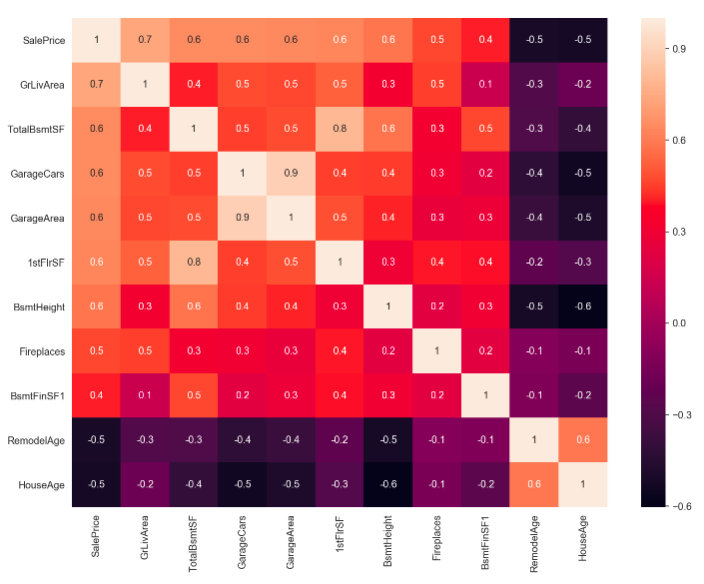 SalePrice 1 0.7 0.6 0.6 0.6 0.6 0.6 0.5 0.4 -0.5 -0.5
GrLivArea 0.7 1 0.4 0.5 0.5 0.5 0.3 0.5 0.1 -0.3 -0.2
TotalBsmtSF 0.6 0.4 1 0.5 0.5 0.8 0.6 0.3 0.5 -0.3 -0.4
GarageCars 0.6 0.5 0.5 1 0.9 0.4 0.4 0.3 0.2 -0.4 -0.5
GarageArea 0.6 0.5 0.5 0.9 1 0.5 0.4 0.3 0.3 -0.4 -0.5
1stFlrSF 0.6 0.5 0.8 0.4 0.5 1 0.3 0.4 0.4 -0.2 -0.3
BsmtHeight 0.6 0.3 0.6 0.4 0.4 0.3 1 0.2 0.3 -0.5 -0.6
Fireplaces 0.5 0.5 0.3 0.3 0.3 0.4 0.2 1 0.2 -0.1 -0.1
BsmtFinSF1 0.4 0.1 0.5 0.2 0.3 0.4 0.3 0.2 1 -0.1 -0.2
RemodelAge -0.5 -0.3 -0.3 -0.4 -0.4 -0.2 -0.5 -0.1 -0.1 1 0.6
HouseAge -0.5 -0.2 -0.4 -0.5 -0.5 -0.3 -0.6 -0.1 -0.2 0.6 1
SalePrice GrLivArea TotalBsmtSF GarageCars GarageArea 1stFlrSF BsmtHeight Fireplaces BsmtFinSF1 RemodelAge HouseAge
0.9
0.6
0.3
0.0
−0.3
−0.6